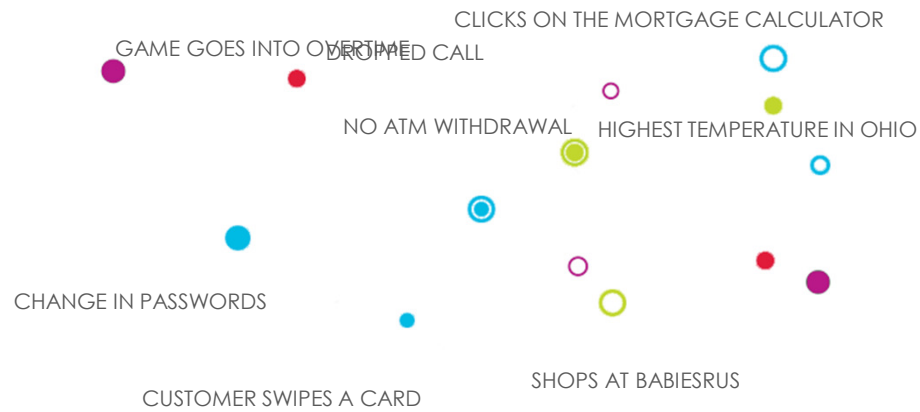 CLICKS ON THE MORTGAGE CALCULATOR
GAME GOES INTO OVERTIME
DROPPED CALL
NO ATM WITHDRAWAL
HIGHEST TEMPERATURE IN OHIO
CHANGE IN PASSWORDS
SHOPS AT BABIESRUS
CUSTOMER SWIPES A CARD